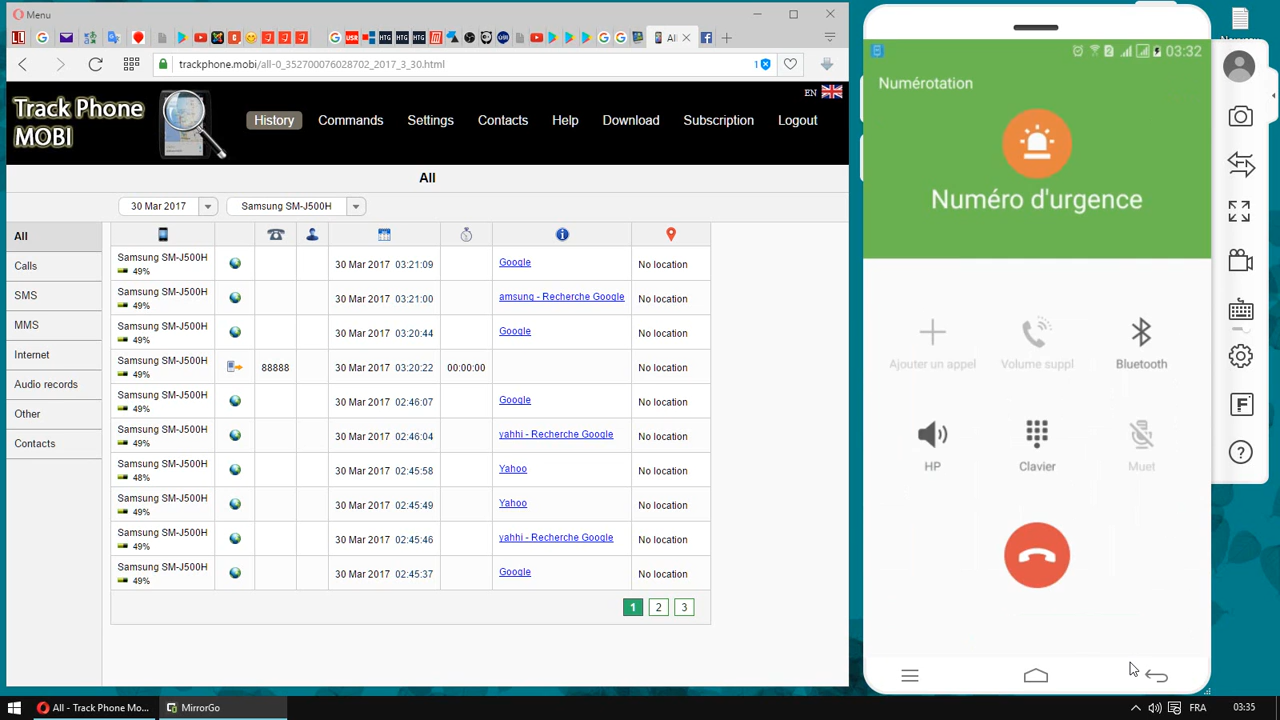 Menu
All
trackphone.mobi/all-0_352700076028702_2017_3_30.html
1
Track Phone
MOBI
EN
History
Commands
Settings
Contacts
Help
Download
Subscription
Logout
All
30 Mar 2017
Samsung SM-J500H
All
Calls
SMS
MMS
Internet
Audio records
Other
Contacts
Samsung SM-J500H
49%
30 Mar 2017 03:21:09
Google
No location
Samsung SM-J500H
49%
30 Mar 2017 03:21:00
amsung - Recherche Google
No location
Samsung SM-J500H
49%
30 Mar 2017 03:20:44
Google
No location
Samsung SM-J500H
49%
88888
30 Mar 2017 03:20:22
00:00:00
No location
Samsung SM-J500H
49%
30 Mar 2017 02:46:07
Google
No location
Samsung SM-J500H
49%
30 Mar 2017 02:46:04
yahhi - Recherche Google
No location
Samsung SM-J500H
48%
30 Mar 2017 02:45:58
Yahoo
No location
Samsung SM-J500H
49%
30 Mar 2017 02:45:49
Yahoo
No location
Samsung SM-J500H
49%
30 Mar 2017 02:45:46
yahhi - Recherche Google
No location
Samsung SM-J500H
49%
30 Mar 2017 02:45:37
Google
No location
1 2 3
03:32
Numérotation
Numéro d'urgence
Ajouter un appel
Volume suppl
Bluetooth
HP
Clavier
Muet
All - Track Phone Mo...
MirrorGo
FRA
03:35